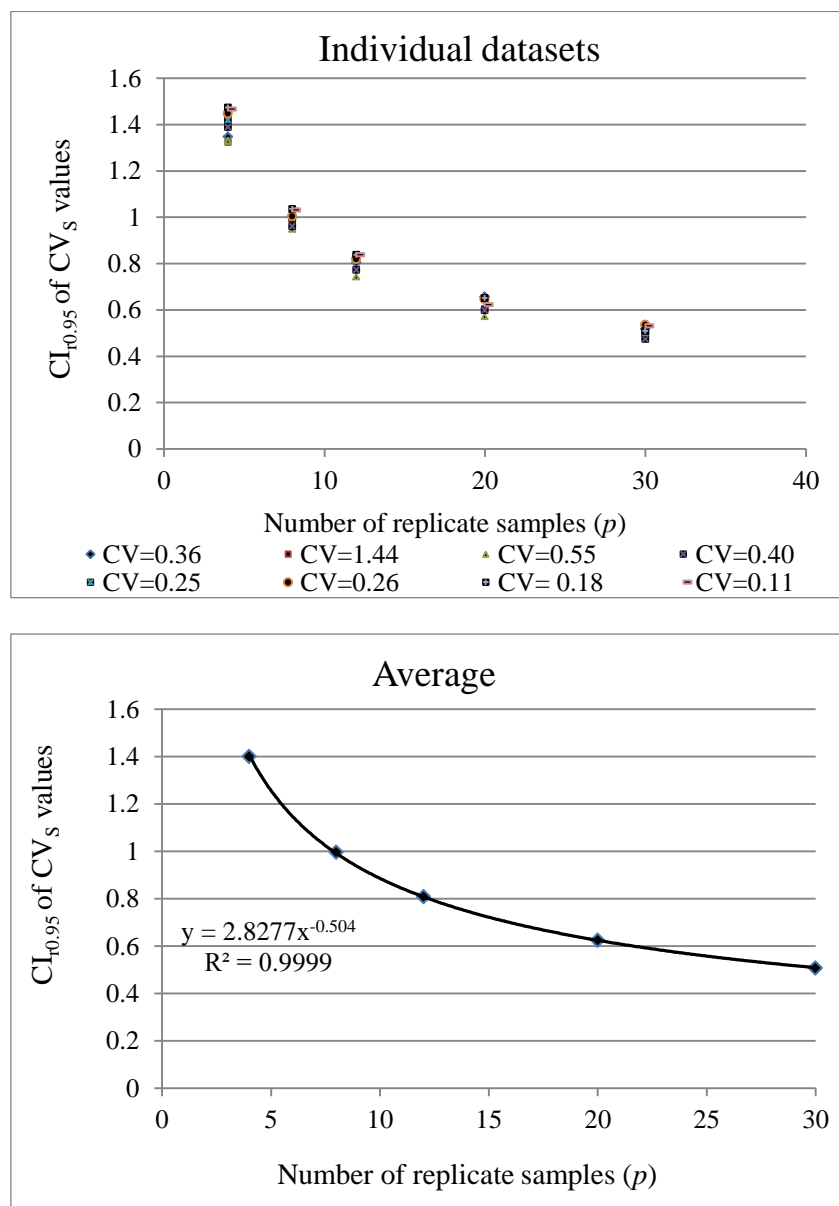 Individual datasets
1.6
1.4
1.2
1
0.8
0.6
0.4
0.2
0
0 10 20 30 40
CI_r0.95 of CV_S values
Number of replicate samples (p)
CV=0.36 CV=1.44 CV=0.55 CV=0.40
CV=0.25 CV=0.26 CV= 0.18 CV=0.11
Average
1.6
1.4
1.2
1
0.8
0.6
0.4
0.2
0
0 5 10 15 20 25 30
CI_r0.95 of CV_S values
y = 2.8277x^-0.504
R² = 0.9999
Number of replicate samples (p)